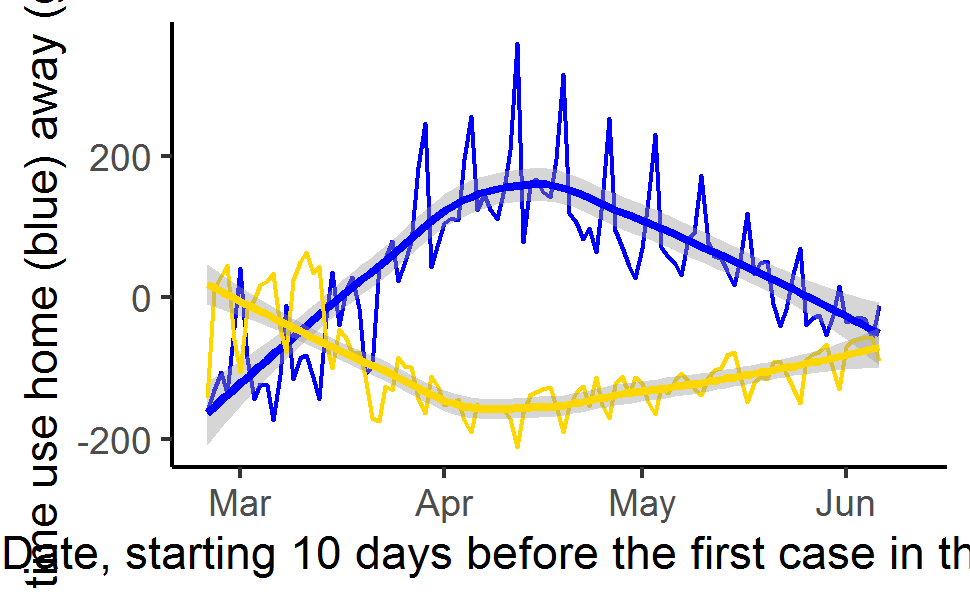 time use home (blue) away (
200
0
-200
Mar Apr May Jun
Date, starting 10 days before the first case in th